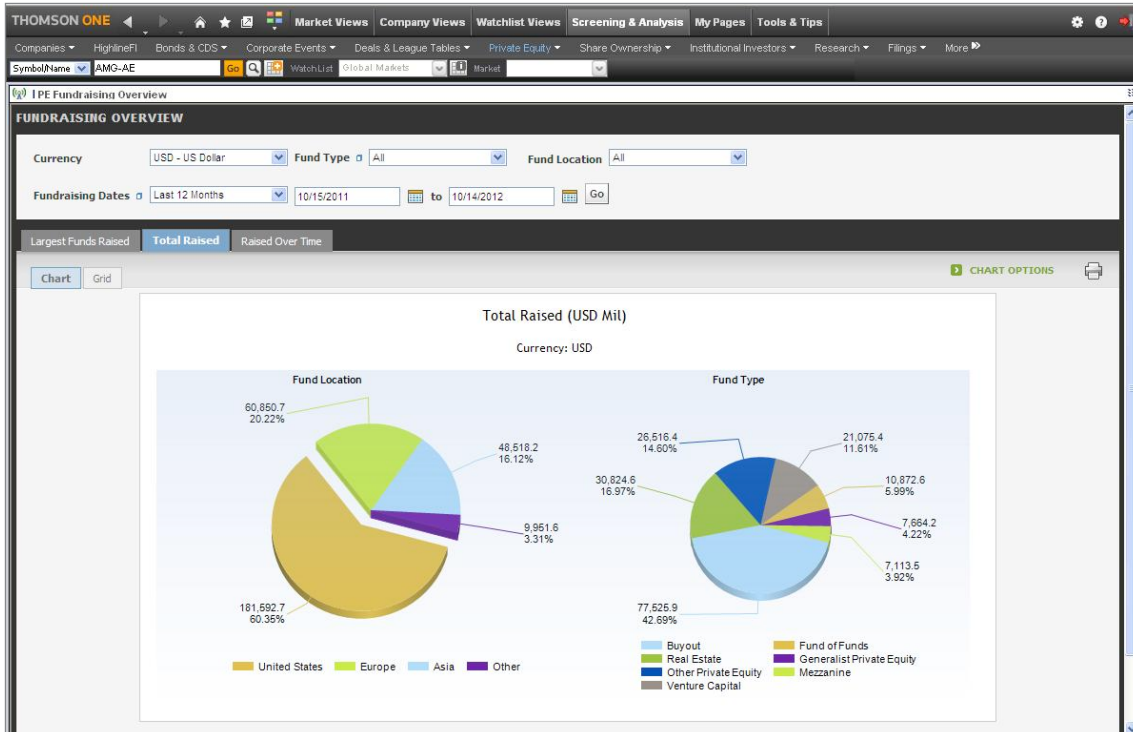 THOMSON ONE Market Views Company Views Watchlist Views Screening & Analysis My Pages Tools & Tips
Companies HighlineFI Bonds & CDS Corporate Events Deals & League Tables Private Equity Share Ownership Institutional Investors Research Filings More
Symbol/Name AMG-AE Go WatchList Global Markets Market
PE Fundraising Overview
FUNDRAISING OVERVIEW
Currency USD - US Dollar Fund Type All Fund Location All
Fundraising Dates Last 12 Months 10/15/2011 to 10/14/2012 Go
Largest Funds Raised Total Raised Raised Over Time
Chart Grid CHART OPTIONS
Total Raised (USD Mil)
Currency: USD
Fund Location
60,850.7
20.22%
48,518.2
16.12%
9,951.6
3.31%
181,592.7
60.35%
United States Europe Asia Other
Fund Type
26,516.4
14.60%
21,075.4
11.61%
30,824.6
16.97%
10,872.6
5.99%
7,664.2
4.22%
7,113.5
3.92%
77,525.9
42.69%
Buyout Fund of Funds
Real Estate Generalist Private Equity
Other Private Equity Mezzanine
Venture Capital